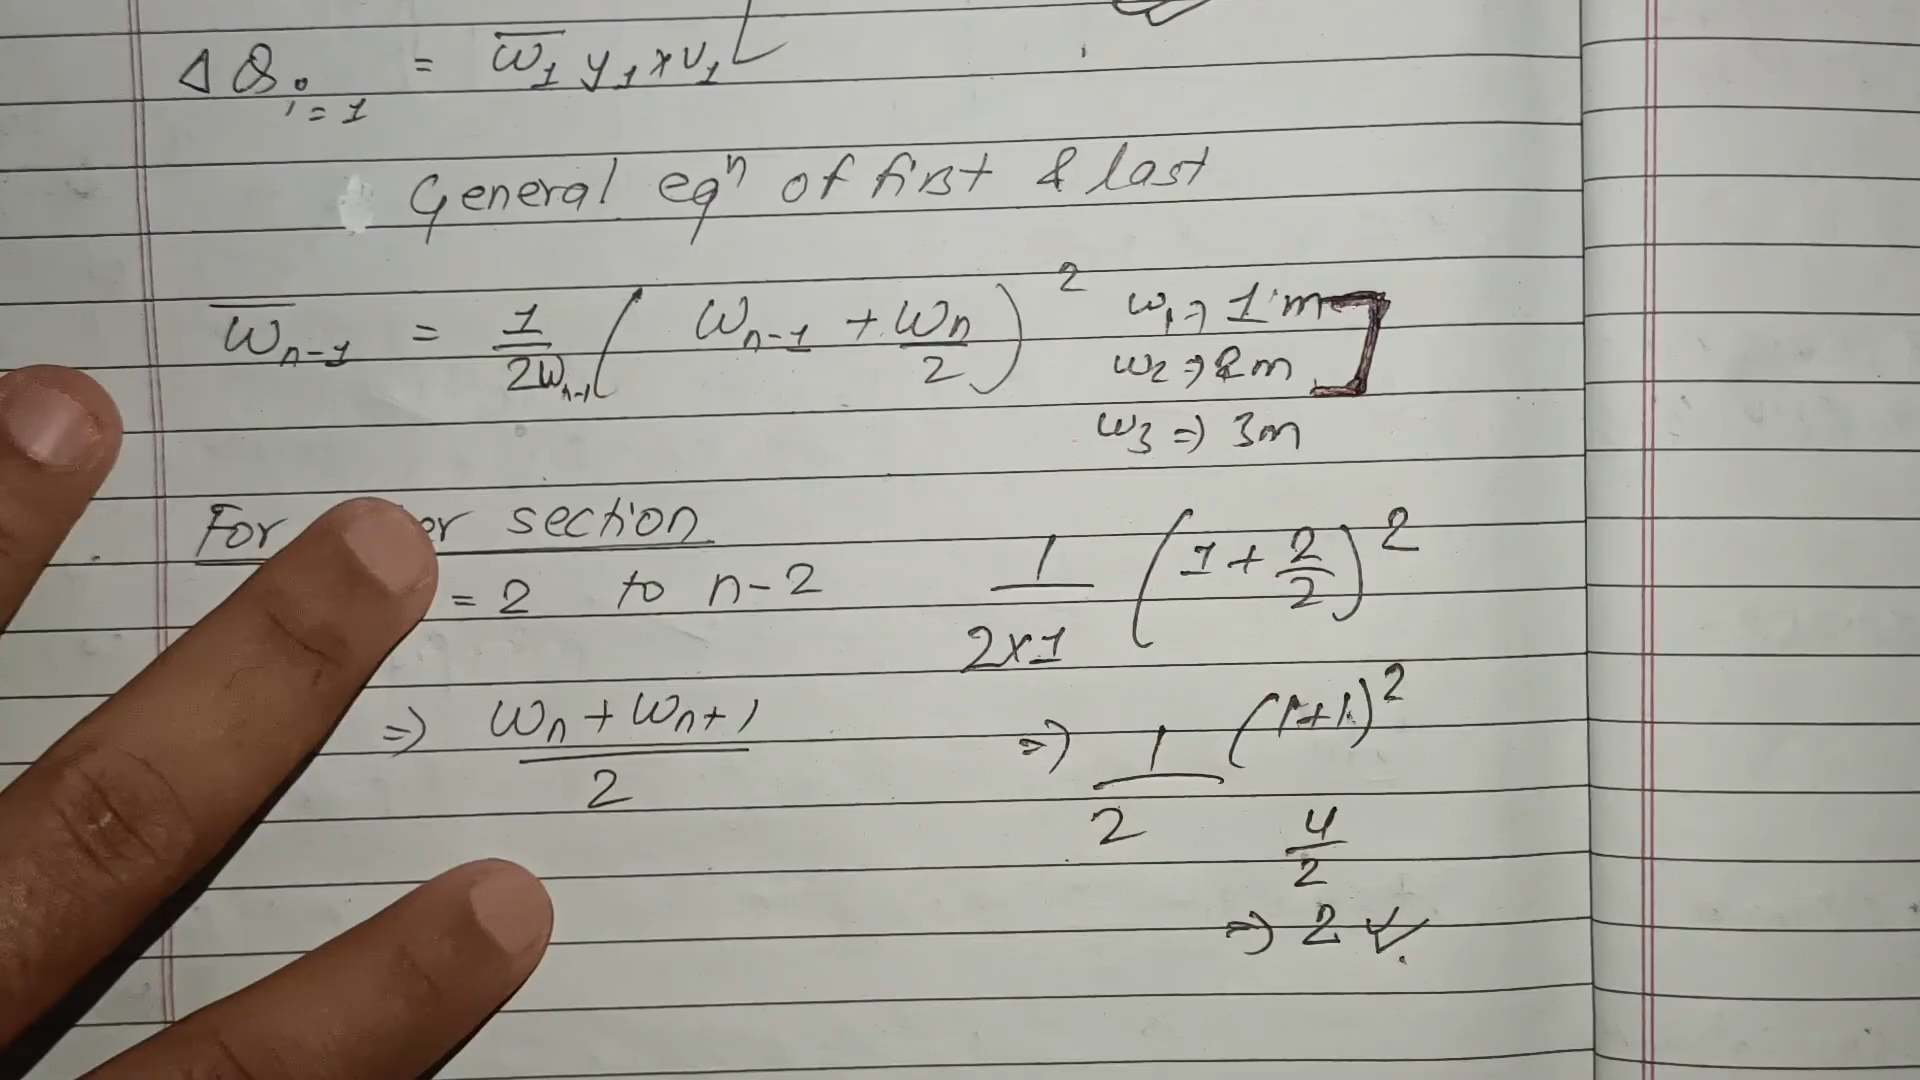 Δ Q i=1 = w̅1 y1 × v1
General eqⁿ of first & last
w̅n-1 = 1/2Wn-1 ( Wn-1 + Wn/2 )²
w1 ⇒ 1 m
w2 ⇒ 2m
w3 ⇒ 3m
For section
= 2 to n-2
⇒ Wn + Wn+1 / 2
1/2×1 ( 1 + 2/2 )²
⇒ 1/2 (1+1)²
4/2
⇒ 2 ✓